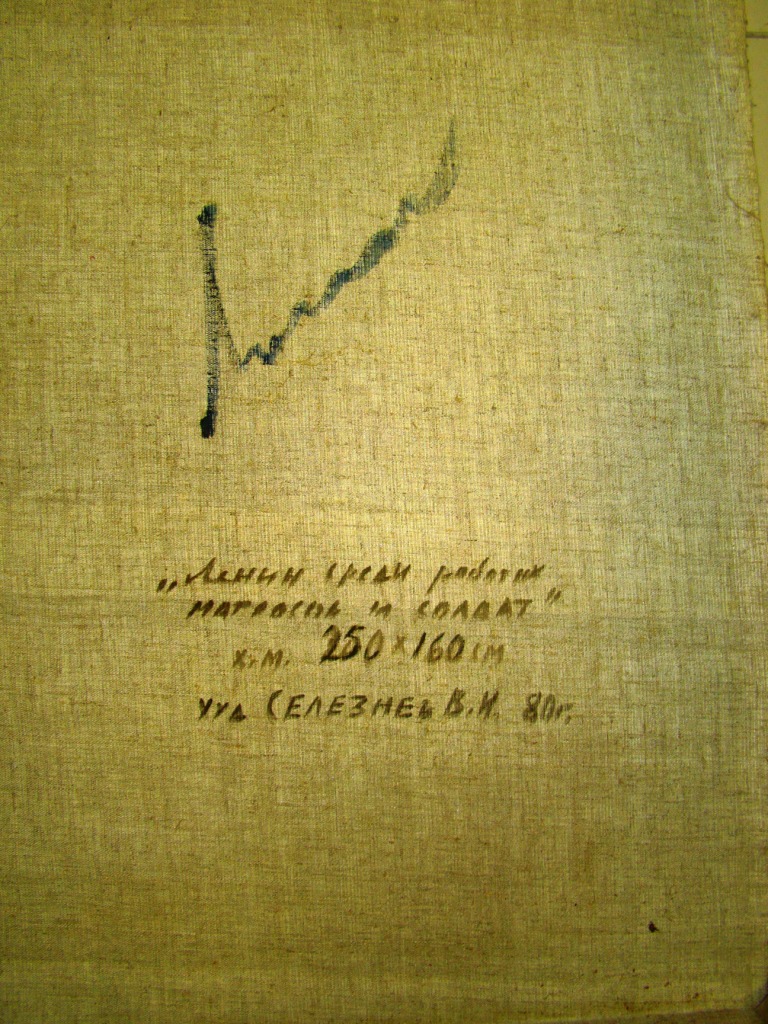 „Ленин среди рабочих
матросов и солдат"
х.м. 250×160 см
худ Селезнев В.И. 80г.